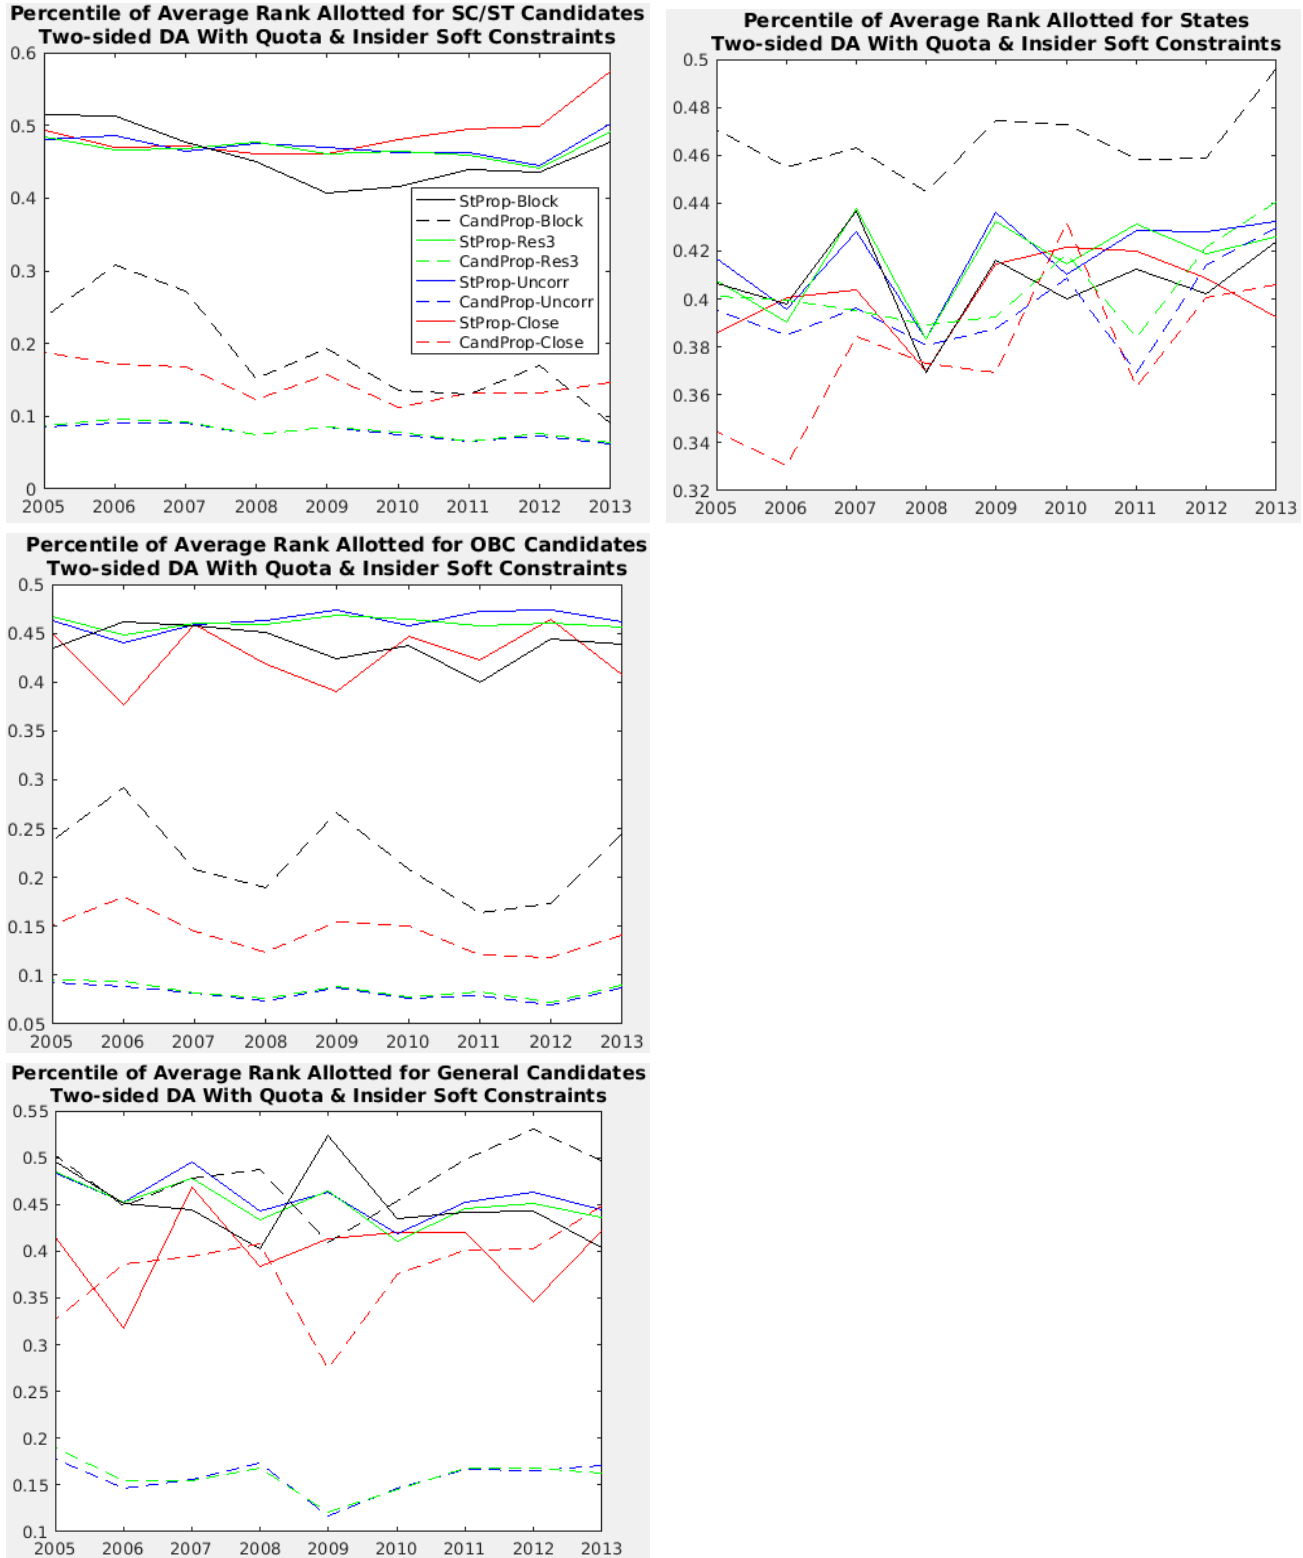 Percentile of Average Rank Allotted for SC/ST Candidates
Two-sided DA With Quota & Insider Soft Constraints
0.6
0.5
0.4
0.3
0.2
0.1
0
StProp-Block
CandProp-Block
StProp-Res3
CandProp-Res3
StProp-Uncorr
CandProp-Uncorr
StProp-Close
CandProp-Close
2005 2006 2007 2008 2009 2010 2011 2012 2013
Percentile of Average Rank Allotted for States
Two-sided DA With Quota & Insider Soft Constraints
0.5
0.48
0.46
0.44
0.42
0.4
0.38
0.36
0.34
0.32
2005 2006 2007 2008 2009 2010 2011 2012 2013
Percentile of Average Rank Allotted for OBC Candidates
Two-sided DA With Quota & Insider Soft Constraints
0.5
0.45
0.4
0.35
0.3
0.25
0.2
0.15
0.1
0.05
2005 2006 2007 2008 2009 2010 2011 2012 2013
Percentile of Average Rank Allotted for General Candidates
Two-sided DA With Quota & Insider Soft Constraints
0.55
0.5
0.45
0.4
0.35
0.3
0.25
0.2
0.15
0.1
2005 2006 2007 2008 2009 2010 2011 2012 2013